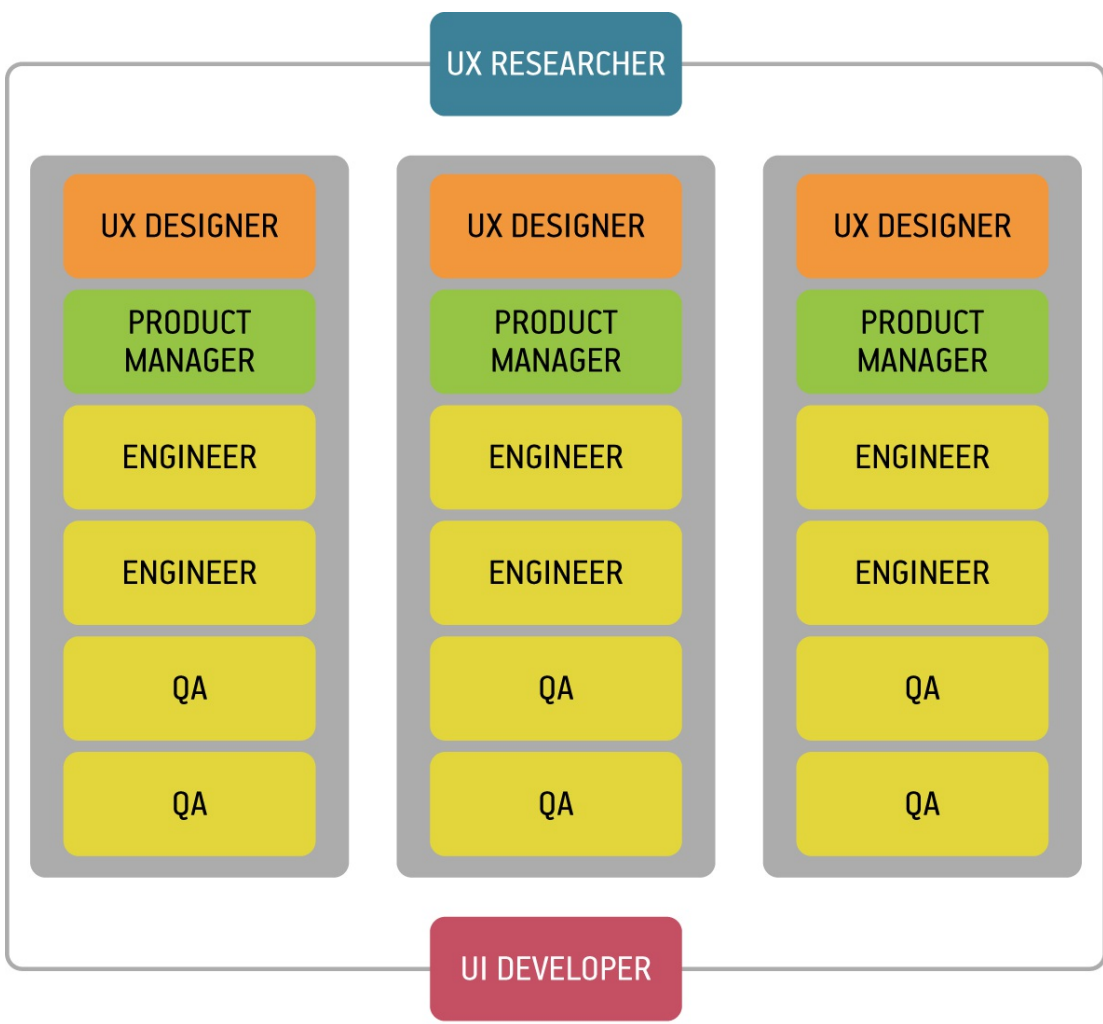 UX RESEARCHER
UX DESIGNER
PRODUCT
MANAGER
ENGINEER
ENGINEER
QA
QA
UX DESIGNER
PRODUCT
MANAGER
ENGINEER
ENGINEER
QA
QA
UX DESIGNER
PRODUCT
MANAGER
ENGINEER
ENGINEER
QA
QA
UI DEVELOPER